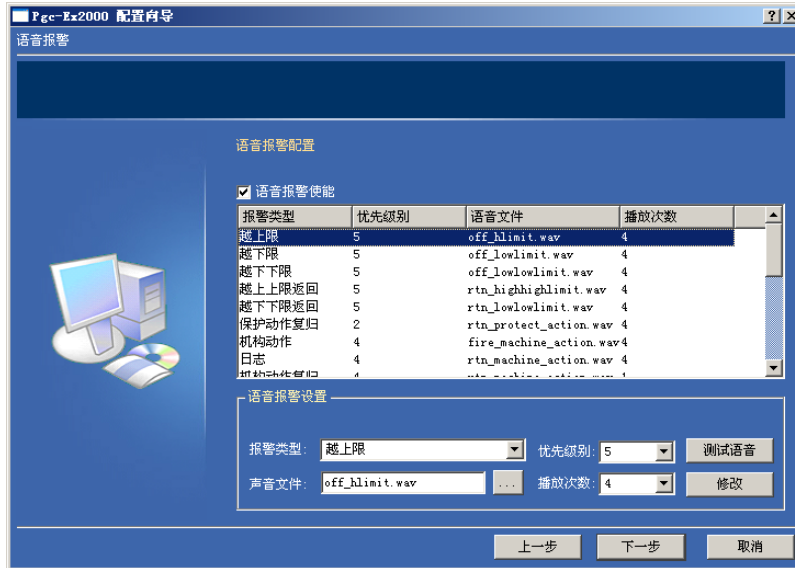 Pgc-Ex2000 配置向导
语音报警
语音报警配置
语音报警使能
报警类型 优先级别 语音文件 播放次数
越上限 5 off_hlimit.wav 4
越下限 5 off_lowlimit.wav 4
越下下限 5 off_lowlowlimit.wav 4
越上上限返回 5 rtn_highhighlimit.wav 4
越下下限返回 5 rtn_lowlowlimit.wav 4
保护动作复归 2 rtn_protect_action.wav 4
机构动作 4 fire_machine_action.wav 4
日志 4 rtn_machine_action.wav 4
语音报警设置
报警类型: 越上限 优先级别: 5 测试语音
声音文件: off_hlimit.wav ... 播放次数: 4 修改
上一步 下一步 取消